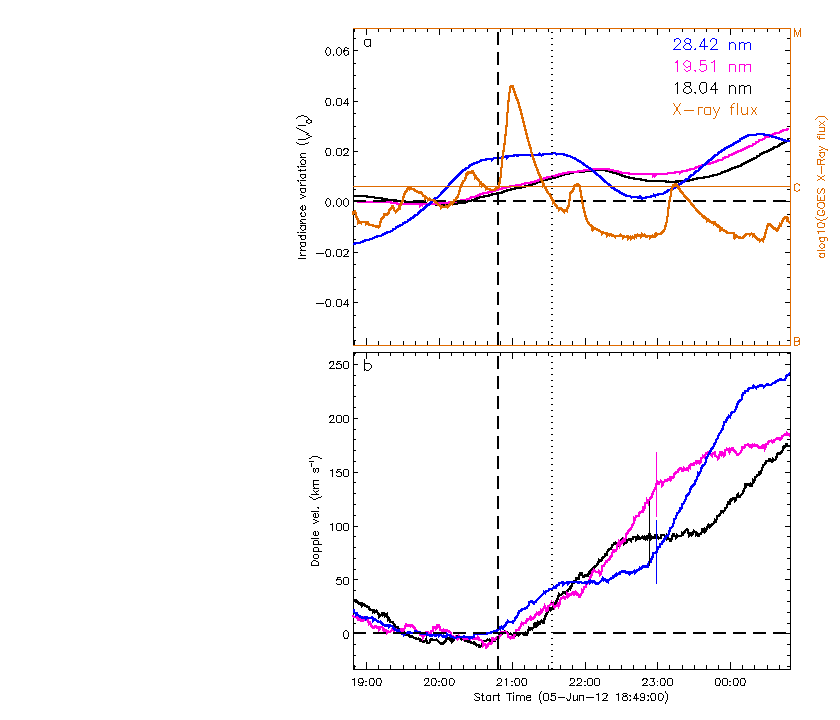 a
M
28.42 nm
19.51 nm
18.04 nm
X-ray flux
0.06
0.04
0.02
0.00
-0.02
-0.04
C
B
Irradiance variation (Iᵥ/I₀)
alog10(GOES X-Ray flux)
b
250
200
150
100
50
0
Dopple vel. (km s⁻¹)
19:00 20:00 21:00 22:00 23:00 00:00
Start Time (05-Jun-12 18:49:00)